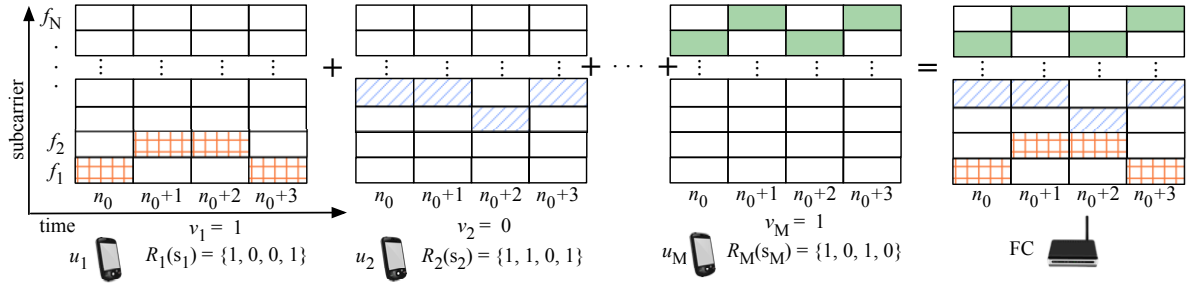 subcarrier
f_N
.
.
.
f_2
f_1
n_0 n_0+1 n_0+2 n_0+3
time
⋮ ⋮ ⋮ ⋮
v_1 = 1
u_1 R_1(s_1) = {1, 0, 0, 1}
+
⋮ ⋮ ⋮ ⋮
n_0 n_0+1 n_0+2 n_0+3
v_2 = 0
u_2 R_2(s_2) = {1, 1, 0, 1}
+ · · · +
⋮ ⋮ ⋮ ⋮
n_0 n_0+1 n_0+2 n_0+3
v_M = 1
u_M R_M(s_M) = {1, 0, 1, 0}
=
⋮ ⋮ ⋮ ⋮
n_0 n_0+1 n_0+2 n_0+3
FC